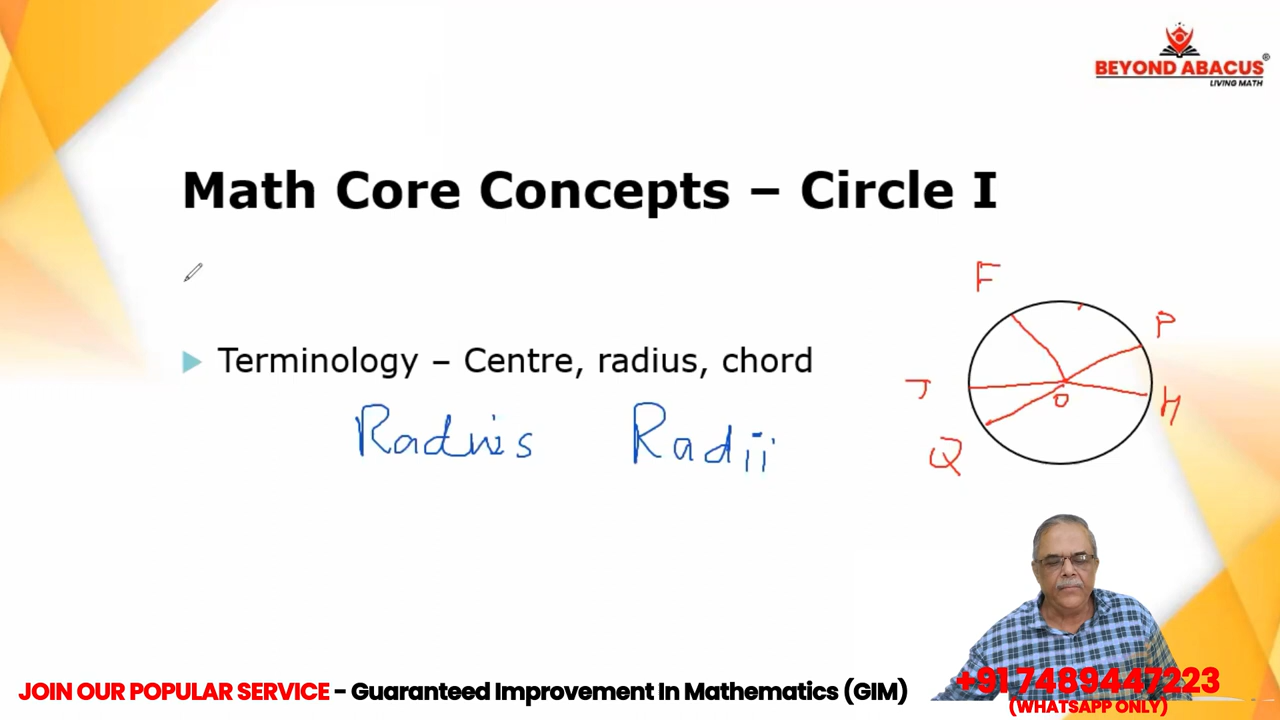 BEYOND ABACUS®
LIVING MATH
Math Core Concepts – Circle I
F
P
Terminology – Centre, radius, chord
O
H
Radius Radii
Q
JOIN OUR POPULAR SERVICE – Guaranteed Improvement In Mathematics (GIM)
+91 7489447223
(WHATSAPP ONLY)